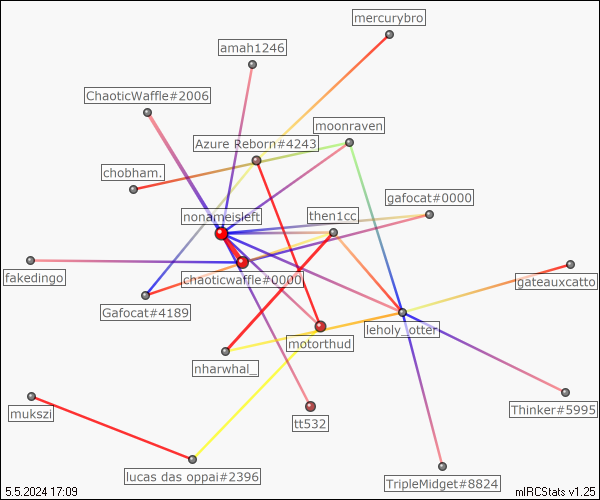 mercurybro
amah1246
ChaoticWaffle#2006
moonraven
Azure Reborn#4243
chobham.
gafocat#0000
nonameisleft
then1cc
fakedingo
chaoticwaffle#0000
gateauxcatto
Gafocat#4189
leholy_otter
motorthud
nharwhal_
mukszi
Thinker#5995
tt532
lucas das oppai#2396
TripleMidget#8824
5.5.2024 17:09
mIRCStats v1.25